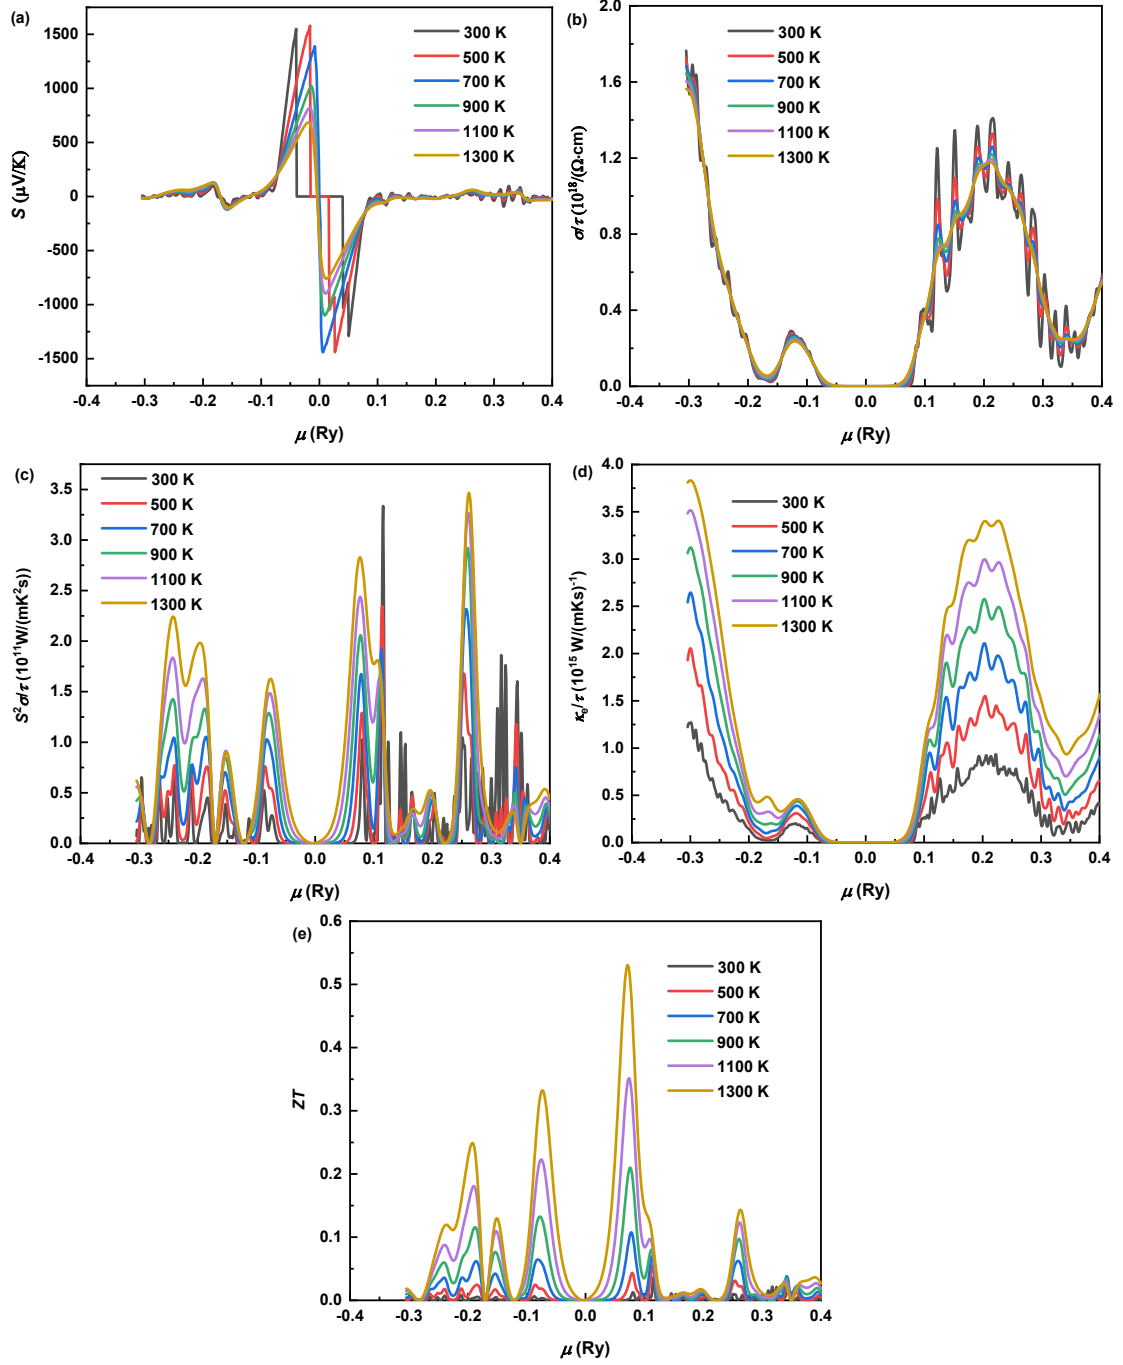 (a)
1500
1000
500
0
-500
-1000
-1500
S (μV/K)
300 K
500 K
700 K
900 K
1100 K
1300 K
-0.4 -0.3 -0.2 -0.1 0.0 0.1 0.2 0.3 0.4
μ (Ry)
(b)
2.0
1.6
1.2
0.8
0.4
0.0
σ/τ (10¹⁸/(Ω·cm)
300 K
500 K
700 K
900 K
1100 K
1300 K
-0.4 -0.3 -0.2 -0.1 0.0 0.1 0.2 0.3 0.4
μ (Ry)
(c)
3.5
3.0
2.5
2.0
1.5
1.0
0.5
0.0
S²σ/τ (10¹¹W/(mK²s))
300 K
500 K
700 K
900 K
1100 K
1300 K
-0.4 -0.3 -0.2 -0.1 0.0 0.1 0.2 0.3 0.4
μ (Ry)
(d)
4.0
3.5
3.0
2.5
2.0
1.5
1.0
0.5
0.0
κₑ/τ (10¹⁵ W/(mKs)⁻¹
300 K
500 K
700 K
900 K
1100 K
1300 K
-0.4 -0.3 -0.2 -0.1 0.0 0.1 0.2 0.3 0.4
μ (Ry)
(e)
0.6
0.5
0.4
0.3
0.2
0.1
0.0
ZT
300 K
500 K
700 K
900 K
1100 K
1300 K
-0.4 -0.3 -0.2 -0.1 0.0 0.1 0.2 0.3 0.4
μ (Ry)